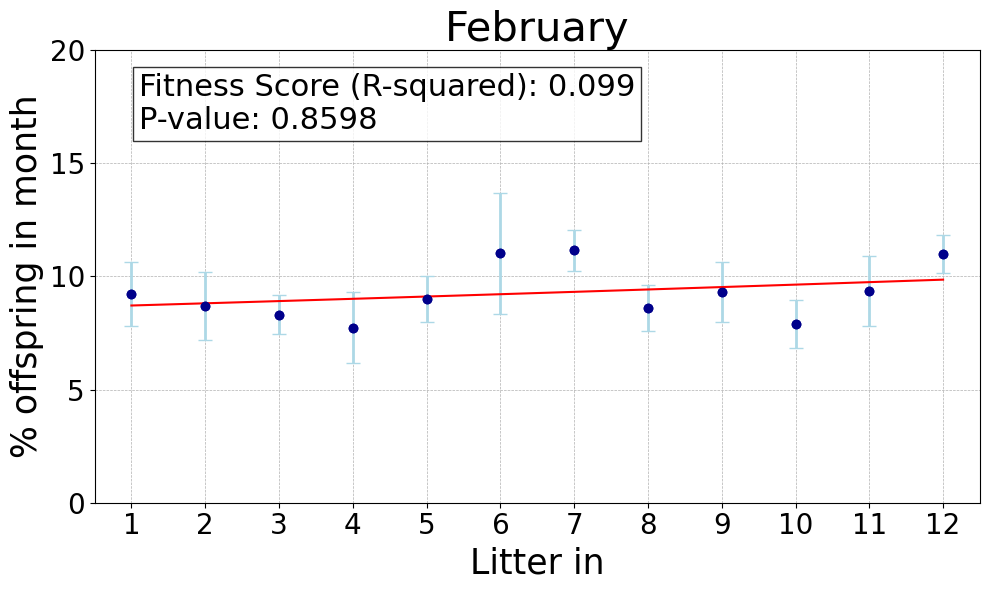 February
Fitness Score (R-squared): 0.099
P-value: 0.8598
% offspring in month
20
15
10
5
0
1 2 3 4 5 6 7 8 9 10 11 12
Litter in